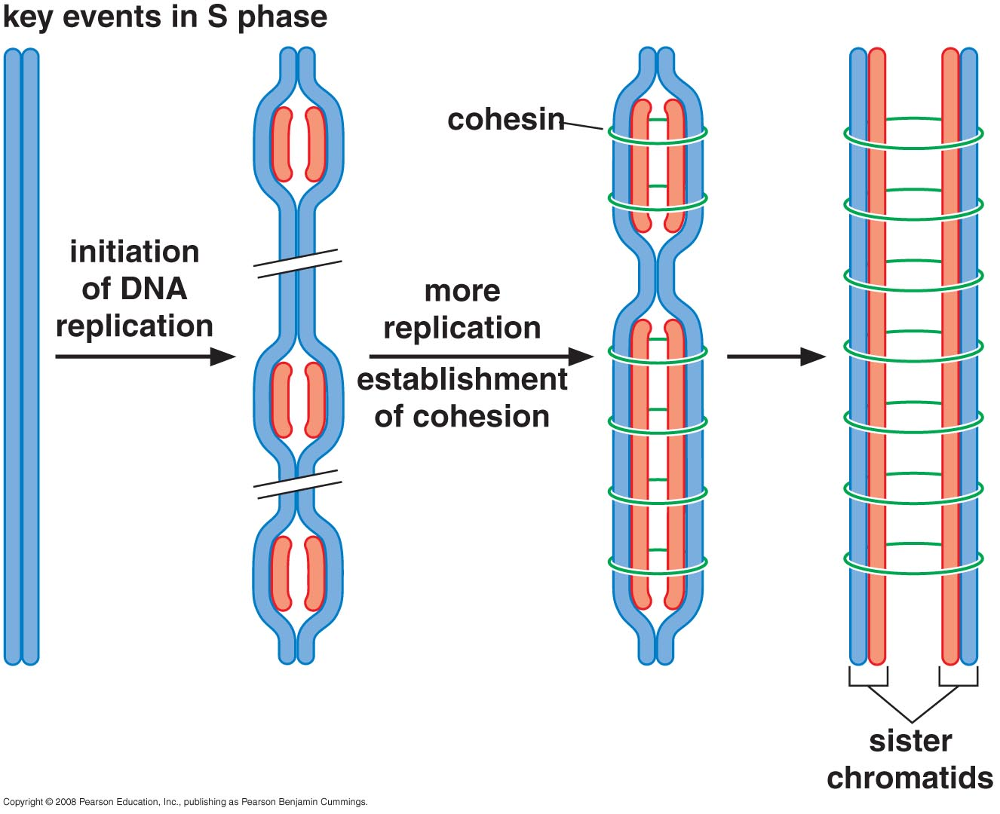 key events in S phase
initiation
of DNA
replication
more
replication
establishment
of cohesion
cohesin
sister
chromatids
Copyright © 2008 Pearson Education, Inc., publishing as Pearson Benjamin Cummings.